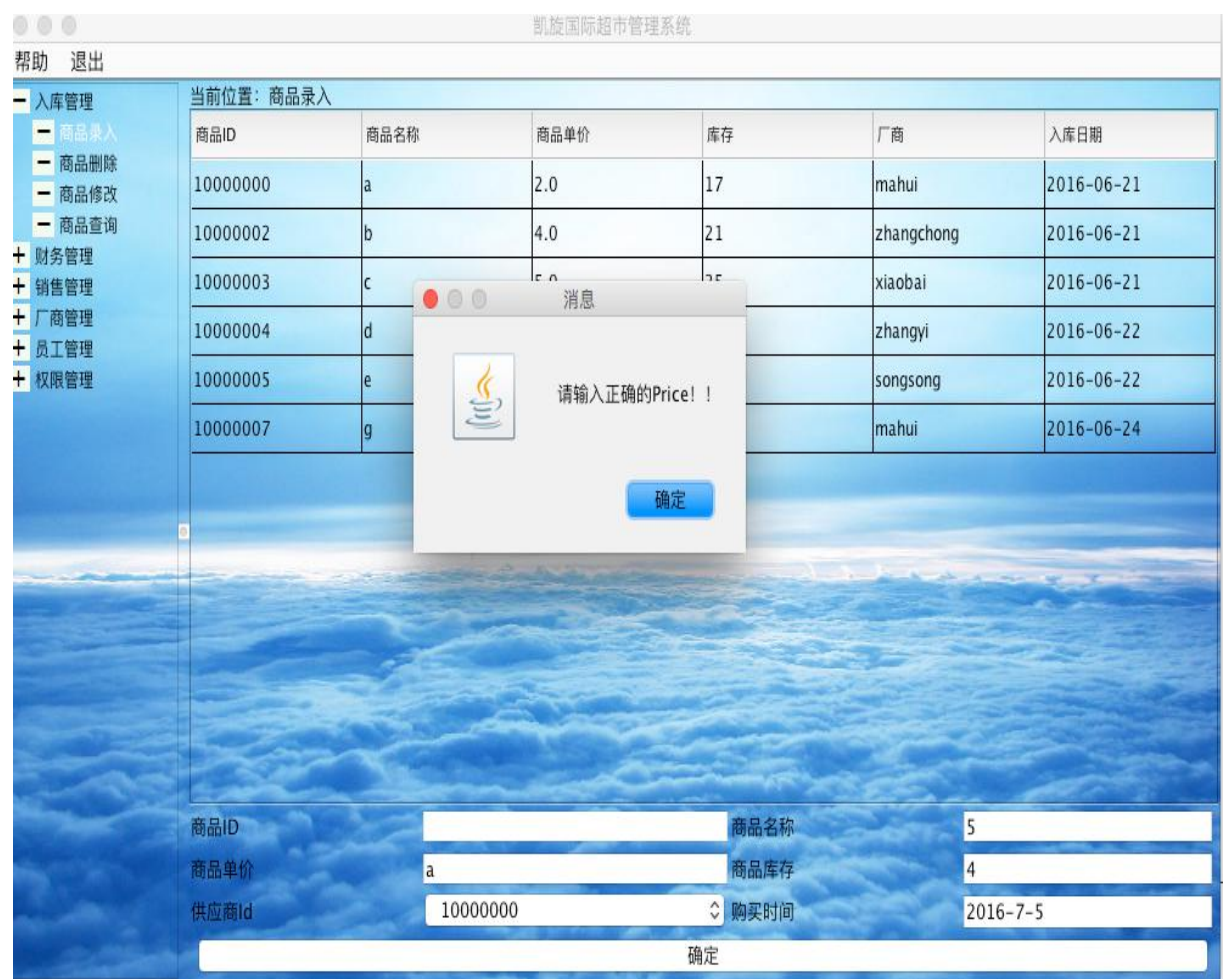 凯旋国际超市管理系统
帮助 退出
入库管理
商品录入
商品删除
商品修改
商品查询
财务管理
销售管理
厂商管理
员工管理
权限管理
当前位置：商品录入
商品ID 商品名称 商品单价 库存 厂商 入库日期
10000000 a 2.0 17 mahui 2016-06-21
10000002 b 4.0 21 zhangchong 2016-06-21
10000003 c xiaobai 2016-06-21
10000004 d zhangyi 2016-06-22
10000005 e songsong 2016-06-22
10000007 g mahui 2016-06-24
消息
请输入正确的Price！！
确定
商品ID 商品名称 5
商品单价 a 商品库存 4
供应商Id 10000000 购买时间 2016-7-5
确定